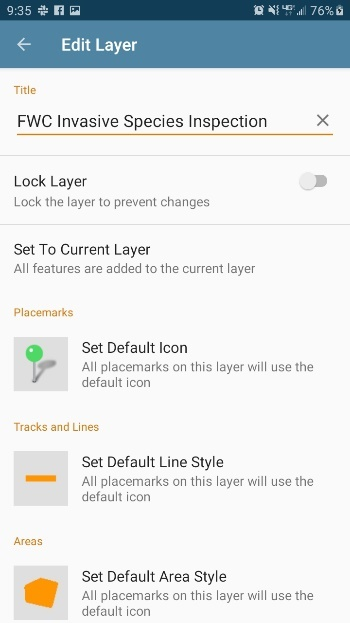 9:35 76%
Edit Layer
Title
FWC Invasive Species Inspection
Lock Layer
Lock the layer to prevent changes
Set To Current Layer
All features are added to the current layer
Placemarks
Set Default Icon
All placemarks on this layer will use the
default icon
Tracks and Lines
Set Default Line Style
All placemarks on this layer will use the
default icon
Areas
Set Default Area Style
All placemarks on this layer will use the
default icon